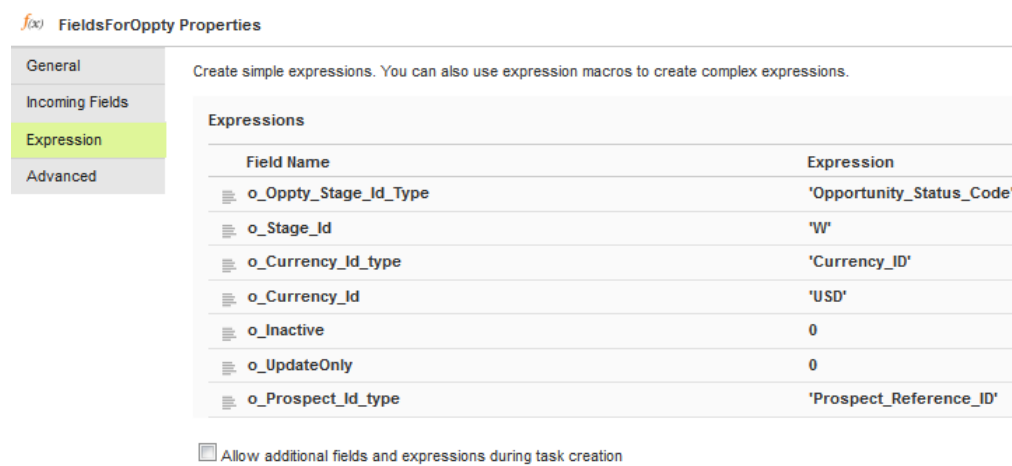 f(x) FieldsForOppty Properties
General
Create simple expressions. You can also use expression macros to create complex expressions.
Incoming Fields
Expressions
Expression
Field Name Expression
Advanced
o_Oppty_Stage_Id_Type 'Opportunity_Status_Code'
o_Stage_Id 'W'
o_Currency_Id_type 'Currency_ID'
o_Currency_Id 'USD'
o_Inactive 0
o_UpdateOnly 0
o_Prospect_Id_type 'Prospect_Reference_ID'
Allow additional fields and expressions during task creation